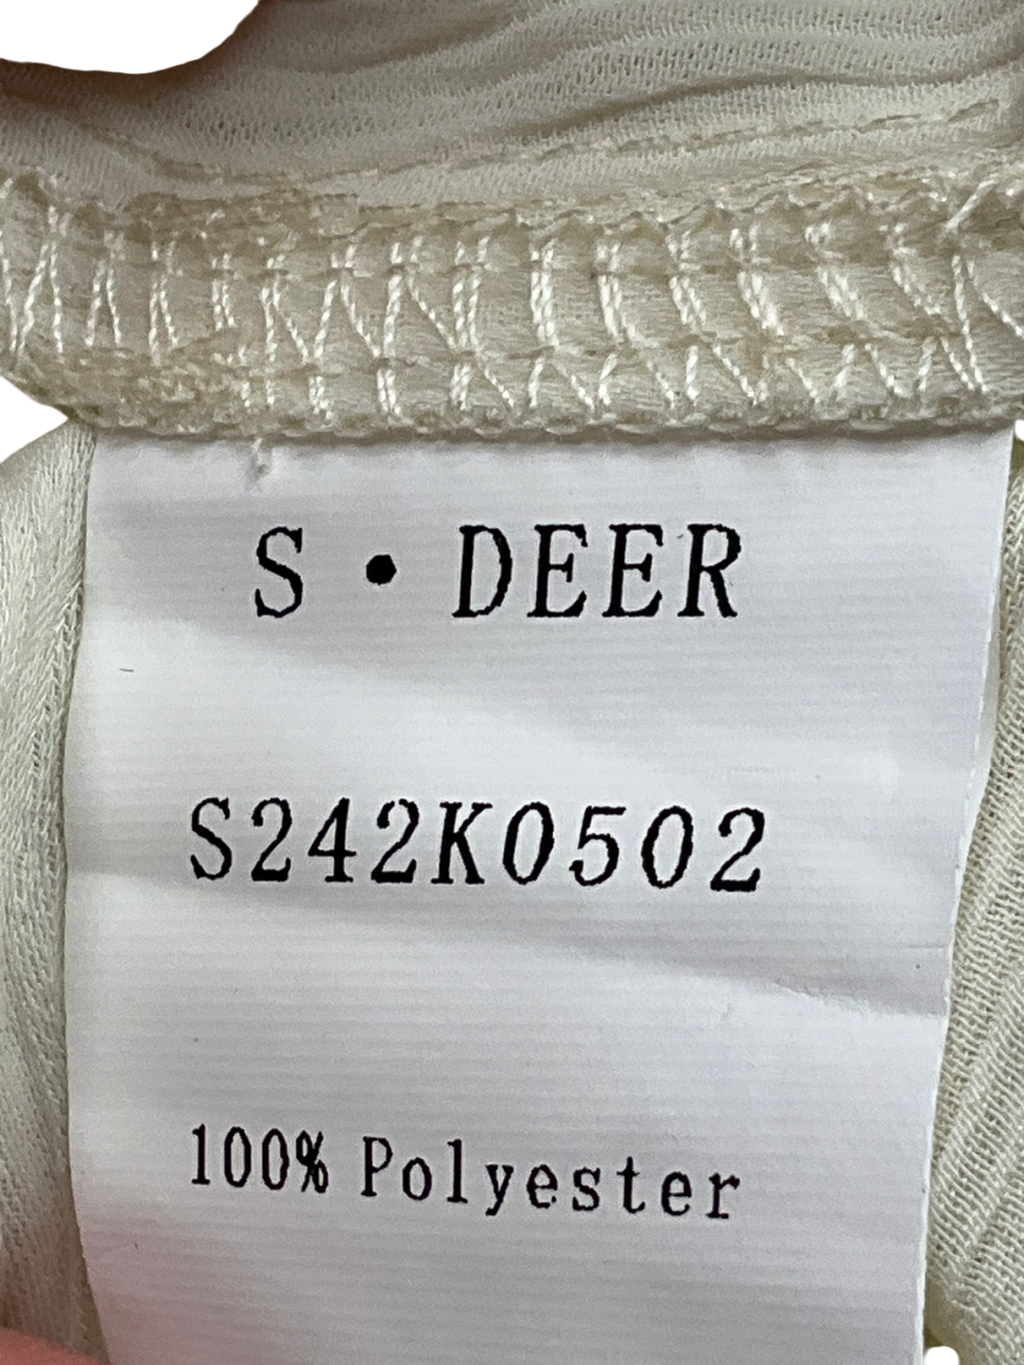 S • DEER
S242K0502
100% Polyester